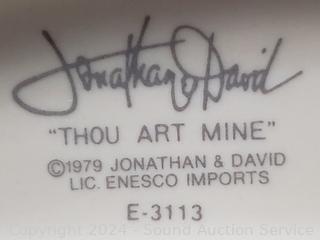 Jonathan & David
"THOU ART MINE"
©1979 JONATHAN & DAVID
LIC. ENESCO IMPORTS
E-3113
Copyright 2024 - Sound Auction Service